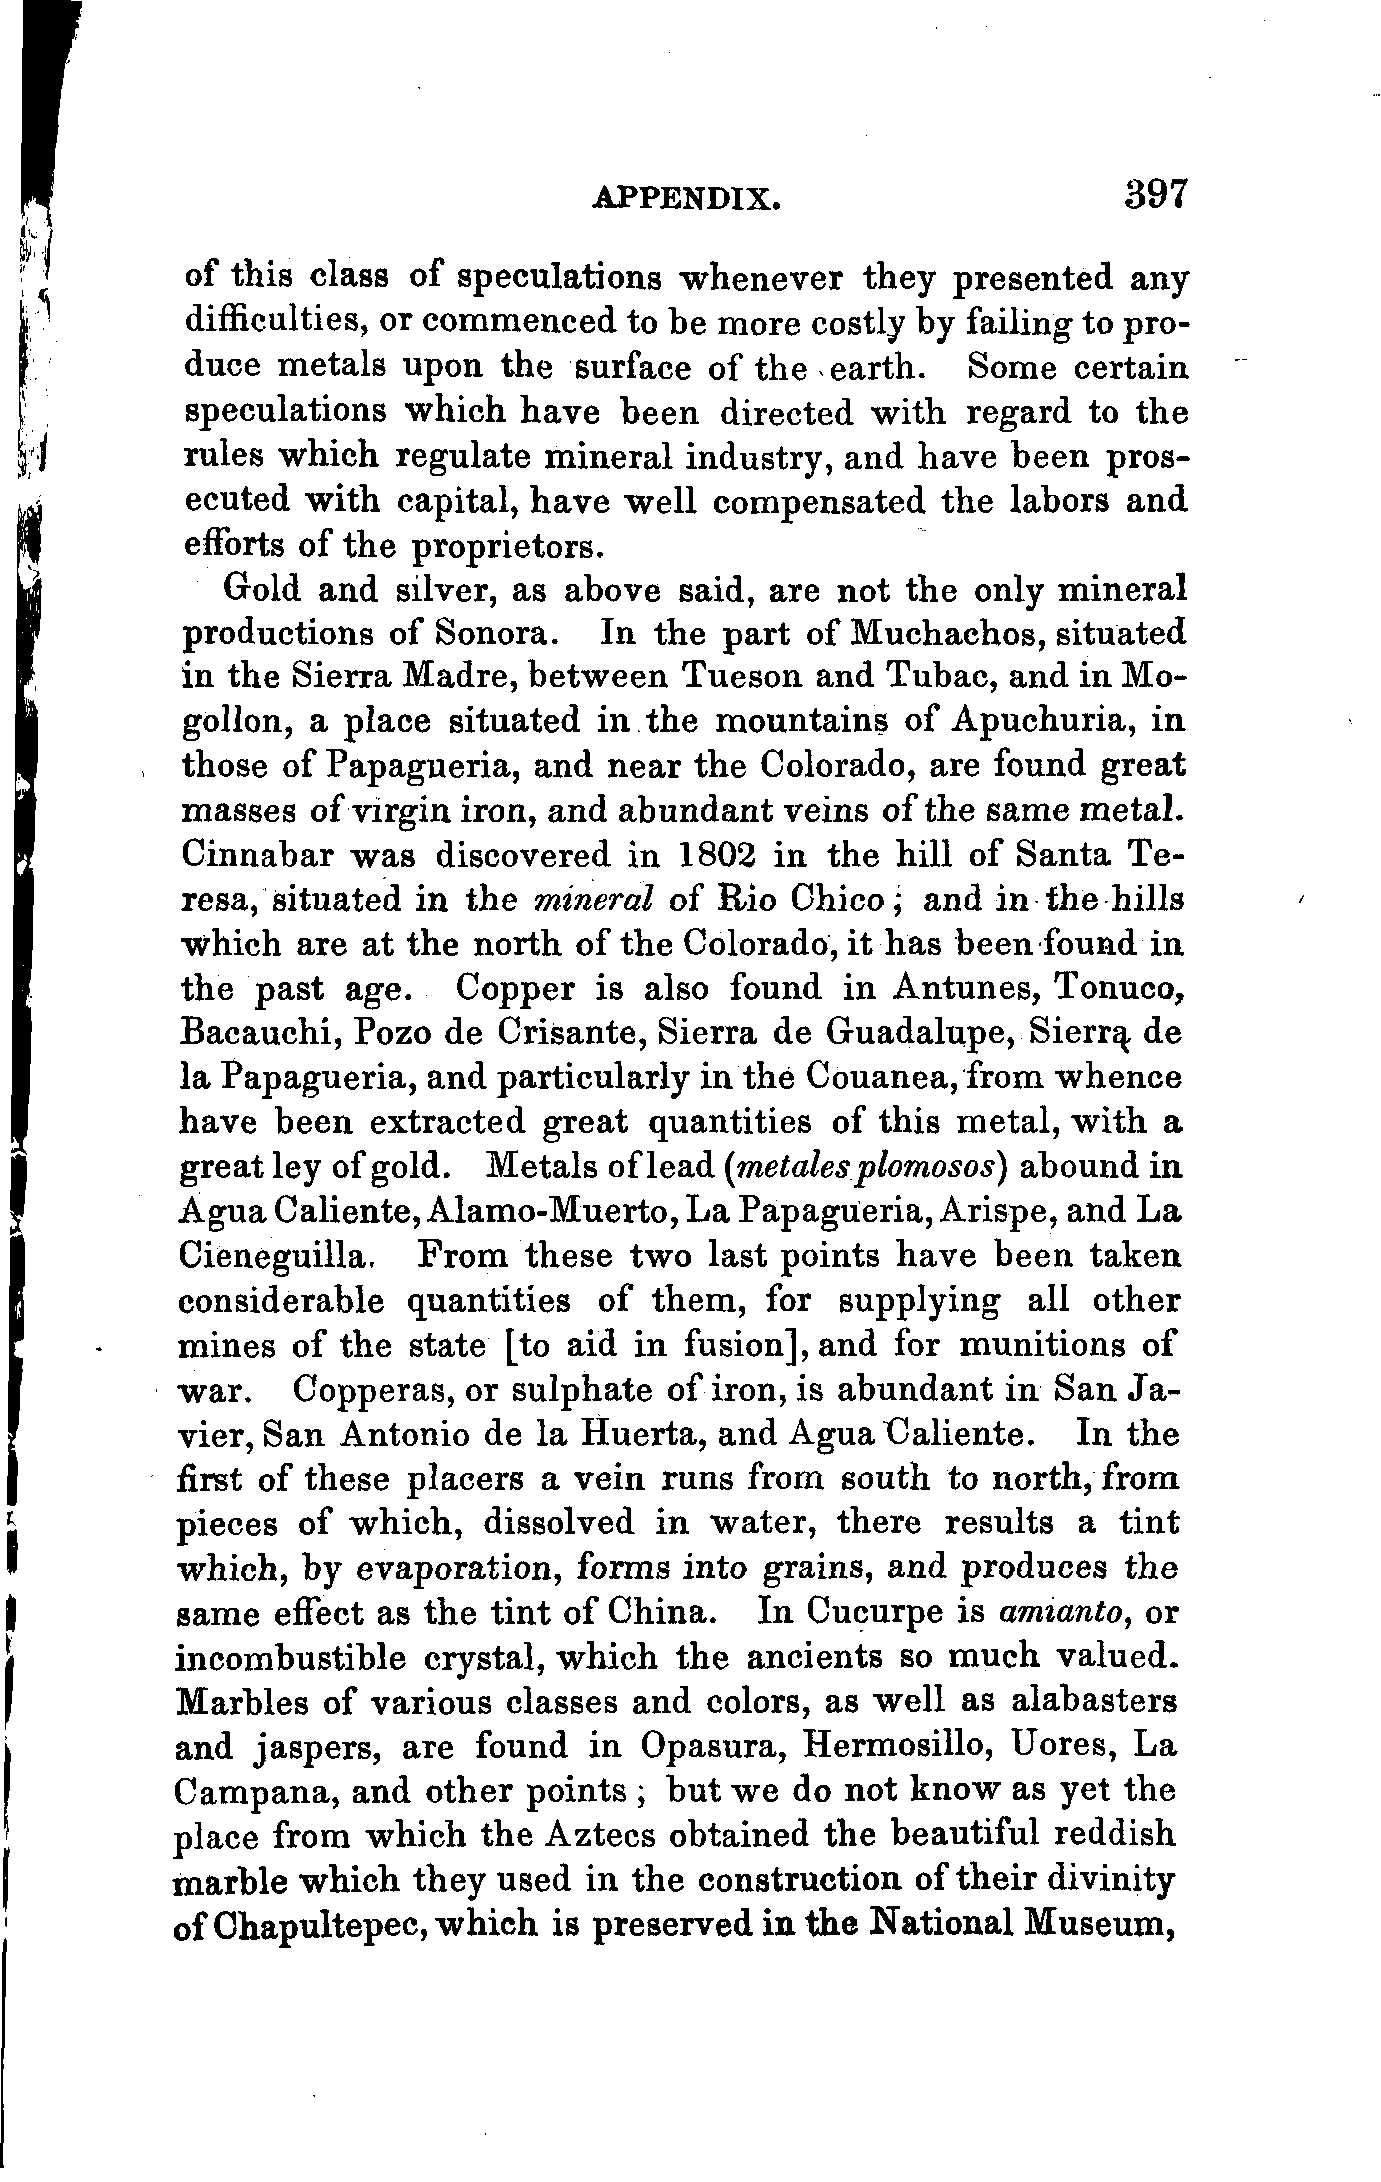 APPENDIX. 397
of this class of speculations whenever they presented any
difficulties, or commenced to be more costly by failing to pro-
duce metals upon the surface of the earth. Some certain
speculations which have been directed with regard to the
rules which regulate mineral industry, and have been pros-
ecuted with capital, have well compensated the labors and
efforts of the proprietors.
Gold and silver, as above said, are not the only mineral
productions of Sonora. In the part of Muchachos, situated
in the Sierra Madre, between Tueson and Tubac, and in Mo-
gollon, a place situated in the mountains of Apuchuria, in
those of Papagueria, and near the Colorado, are found great
masses of virgin iron, and abundant veins of the same metal.
Cinnabar was discovered in 1802 in the hill of Santa Te-
resa, situated in the mineral of Rio Chico; and in the hills
which are at the north of the Colorado, it has been found in
the past age. Copper is also found in Antunes, Tonuco,
Bacauchi, Pozo de Crisante, Sierra de Guadalupe, Sierra de
la Papagueria, and particularly in the Couanea, from whence
have been extracted great quantities of this metal, with a
great ley of gold. Metals of lead (metales plomosos) abound in
Agua Caliente, Alamo-Muerto, La Papagueria, Arispe, and La
Cieneguilla. From these two last points have been taken
considerable quantities of them, for supplying all other
mines of the state [to aid in fusion], and for munitions of
war. Copperas, or sulphate of iron, is abundant in San Ja-
vier, San Antonio de la Huerta, and Agua Caliente. In the
first of these placers a vein runs from south to north, from
pieces of which, dissolved in water, there results a tint
which, by evaporation, forms into grains, and produces the
same effect as the tint of China. In Cucurpe is amianto, or
incombustible crystal, which the ancients so much valued.
Marbles of various classes and colors, as well as alabasters
and jaspers, are found in Opasura, Hermosillo, Uores, La
Campana, and other points; but we do not know as yet the
place from which the Aztecs obtained the beautiful reddish
marble which they used in the construction of their divinity
of Chapultepec, which is preserved in the National Museum,